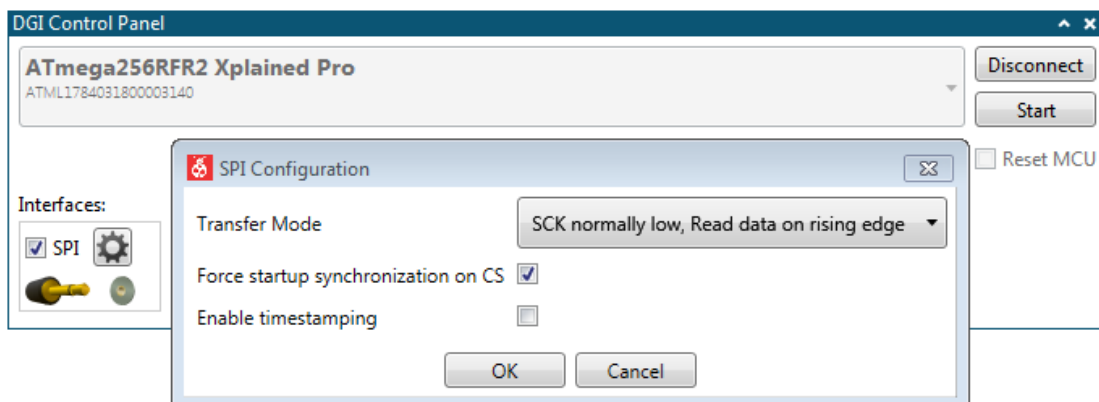 DGI Control Panel
ATmega256RFR2 Xplained Pro
ATML1784031800003140
Disconnect
Start
Reset MCU
Interfaces:
SPI
SPI Configuration
Transfer Mode
SCK normally low, Read data on rising edge
Force startup synchronization on CS
Enable timestamping
OK
Cancel